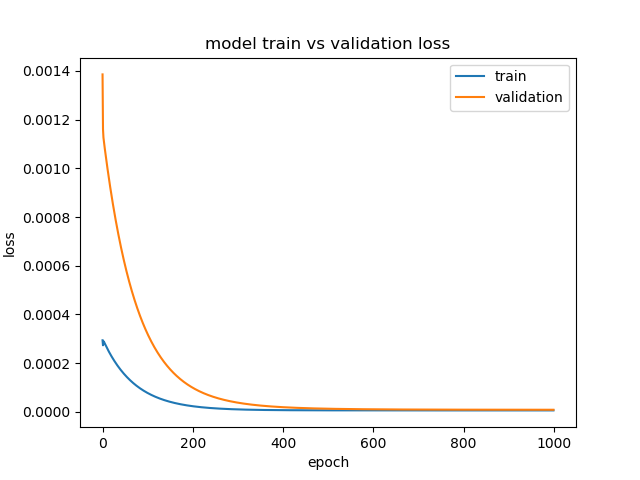 model train vs validation loss
train
validation
loss
0.0014
0.0012
0.0010
0.0008
0.0006
0.0004
0.0002
0.0000
0 200 400 600 800 1000
epoch